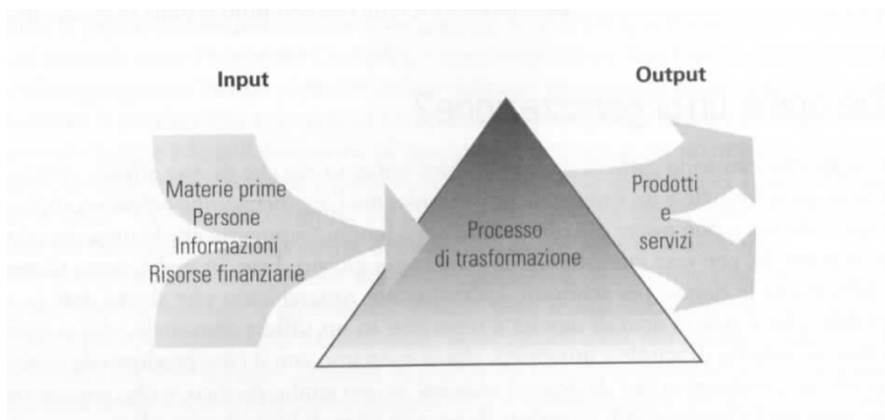 Input
Materie prime
Persone
Informazioni
Risorse finanziarie
Processo
di trasformazione
Output
Prodotti
e
servizi